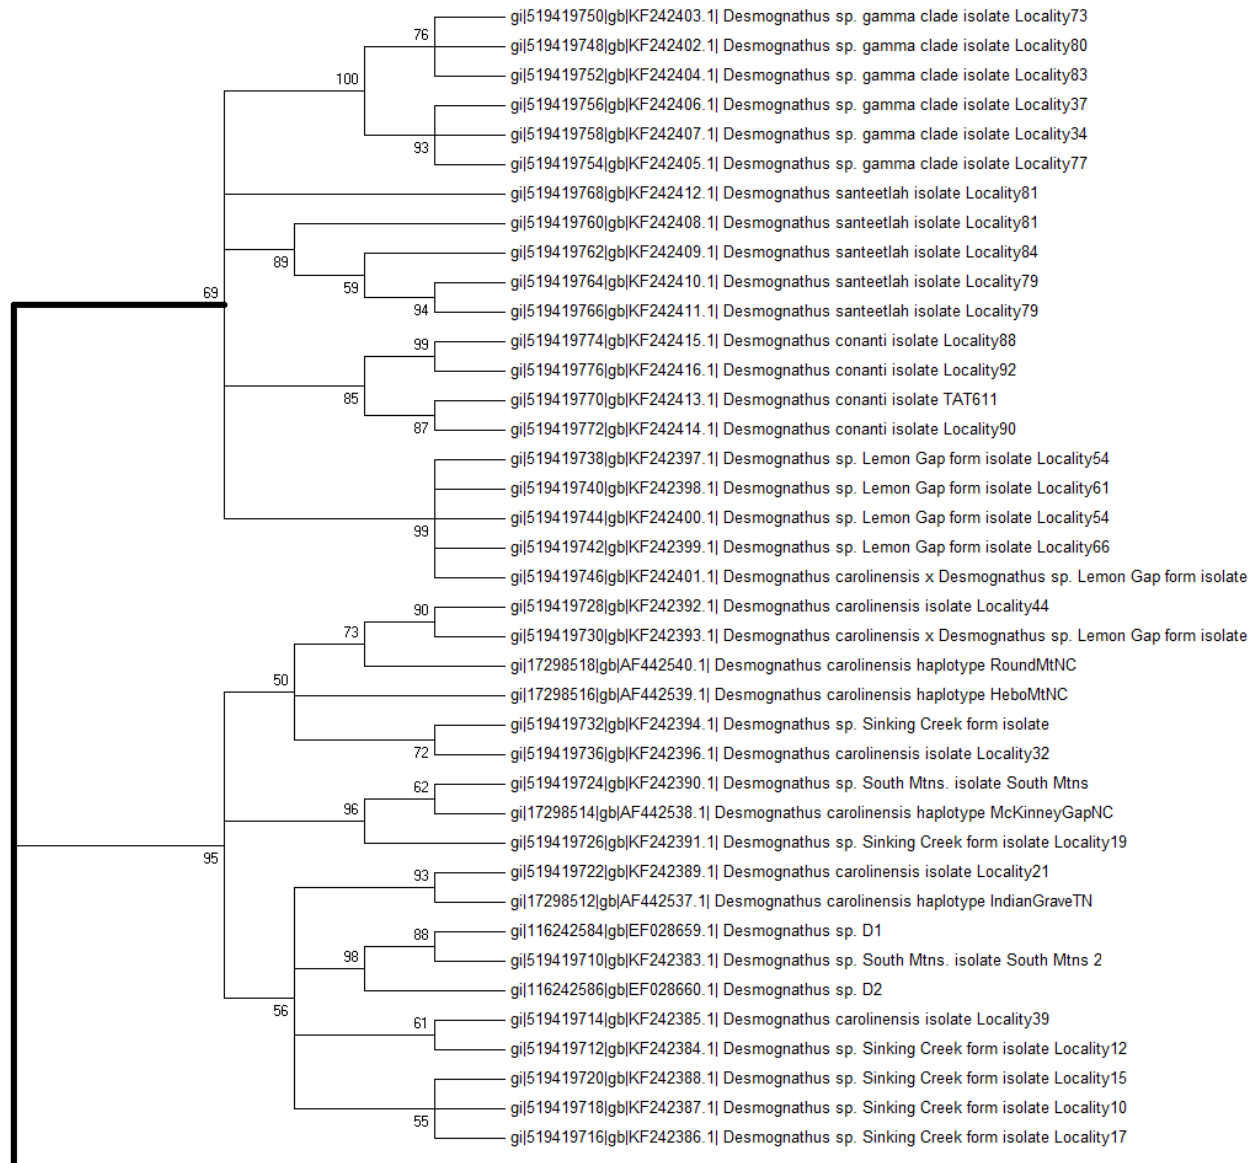 gi|519419750|gb|KF242403.1| Desmognathus sp. gamma clade isolate Locality73
76
gi|519419748|gb|KF242402.1| Desmognathus sp. gamma clade isolate Locality80
gi|519419752|gb|KF242404.1| Desmognathus sp. gamma clade isolate Locality83
100
gi|519419756|gb|KF242406.1| Desmognathus sp. gamma clade isolate Locality37
gi|519419758|gb|KF242407.1| Desmognathus sp. gamma clade isolate Locality34
93
gi|519419754|gb|KF242405.1| Desmognathus sp. gamma clade isolate Locality77
gi|519419768|gb|KF242412.1| Desmognathus santeetlah isolate Locality81
gi|519419760|gb|KF242408.1| Desmognathus santeetlah isolate Locality81
89
gi|519419762|gb|KF242409.1| Desmognathus santeetlah isolate Locality84
59
gi|519419764|gb|KF242410.1| Desmognathus santeetlah isolate Locality79
69
94
gi|519419766|gb|KF242411.1| Desmognathus santeetlah isolate Locality79
99
gi|519419774|gb|KF242415.1| Desmognathus conanti isolate Locality88
gi|519419776|gb|KF242416.1| Desmognathus conanti isolate Locality92
85
gi|519419770|gb|KF242413.1| Desmognathus conanti isolate TAT611
87
gi|519419772|gb|KF242414.1| Desmognathus conanti isolate Locality90
gi|519419738|gb|KF242397.1| Desmognathus sp. Lemon Gap form isolate Locality54
gi|519419740|gb|KF242398.1| Desmognathus sp. Lemon Gap form isolate Locality61
gi|519419744|gb|KF242400.1| Desmognathus sp. Lemon Gap form isolate Locality54
99
gi|519419742|gb|KF242399.1| Desmognathus sp. Lemon Gap form isolate Locality66
gi|519419746|gb|KF242401.1| Desmognathus carolinensis x Desmognathus sp. Lemon Gap form isolate
90
gi|519419728|gb|KF242392.1| Desmognathus carolinensis isolate Locality44
73
gi|519419730|gb|KF242393.1| Desmognathus carolinensis x Desmognathus sp. Lemon Gap form isolate
gi|17298518|gb|AF442540.1| Desmognathus carolinensis haplotype RoundMtNC
50
gi|17298516|gb|AF442539.1| Desmognathus carolinensis haplotype HeboMtNC
gi|519419732|gb|KF242394.1| Desmognathus sp. Sinking Creek form isolate
72
gi|519419736|gb|KF242396.1| Desmognathus carolinensis isolate Locality32
62
gi|519419724|gb|KF242390.1| Desmognathus sp. South Mtns. isolate South Mtns
96
gi|17298514|gb|AF442538.1| Desmognathus carolinensis haplotype McKinneyGapNC
gi|519419726|gb|KF242391.1| Desmognathus sp. Sinking Creek form isolate Locality19
95
93
gi|519419722|gb|KF242389.1| Desmognathus carolinensis isolate Locality21
gi|17298512|gb|AF442537.1| Desmognathus carolinensis haplotype IndianGraveTN
88
gi|116242584|gb|EF028659.1| Desmognathus sp. D1
98
gi|519419710|gb|KF242383.1| Desmognathus sp. South Mtns. isolate South Mtns 2
gi|116242586|gb|EF028660.1| Desmognathus sp. D2
56
61
gi|519419714|gb|KF242385.1| Desmognathus carolinensis isolate Locality39
gi|519419712|gb|KF242384.1| Desmognathus sp. Sinking Creek form isolate Locality12
gi|519419720|gb|KF242388.1| Desmognathus sp. Sinking Creek form isolate Locality15
gi|519419718|gb|KF242387.1| Desmognathus sp. Sinking Creek form isolate Locality10
55
gi|519419716|gb|KF242386.1| Desmognathus sp. Sinking Creek form isolate Locality17